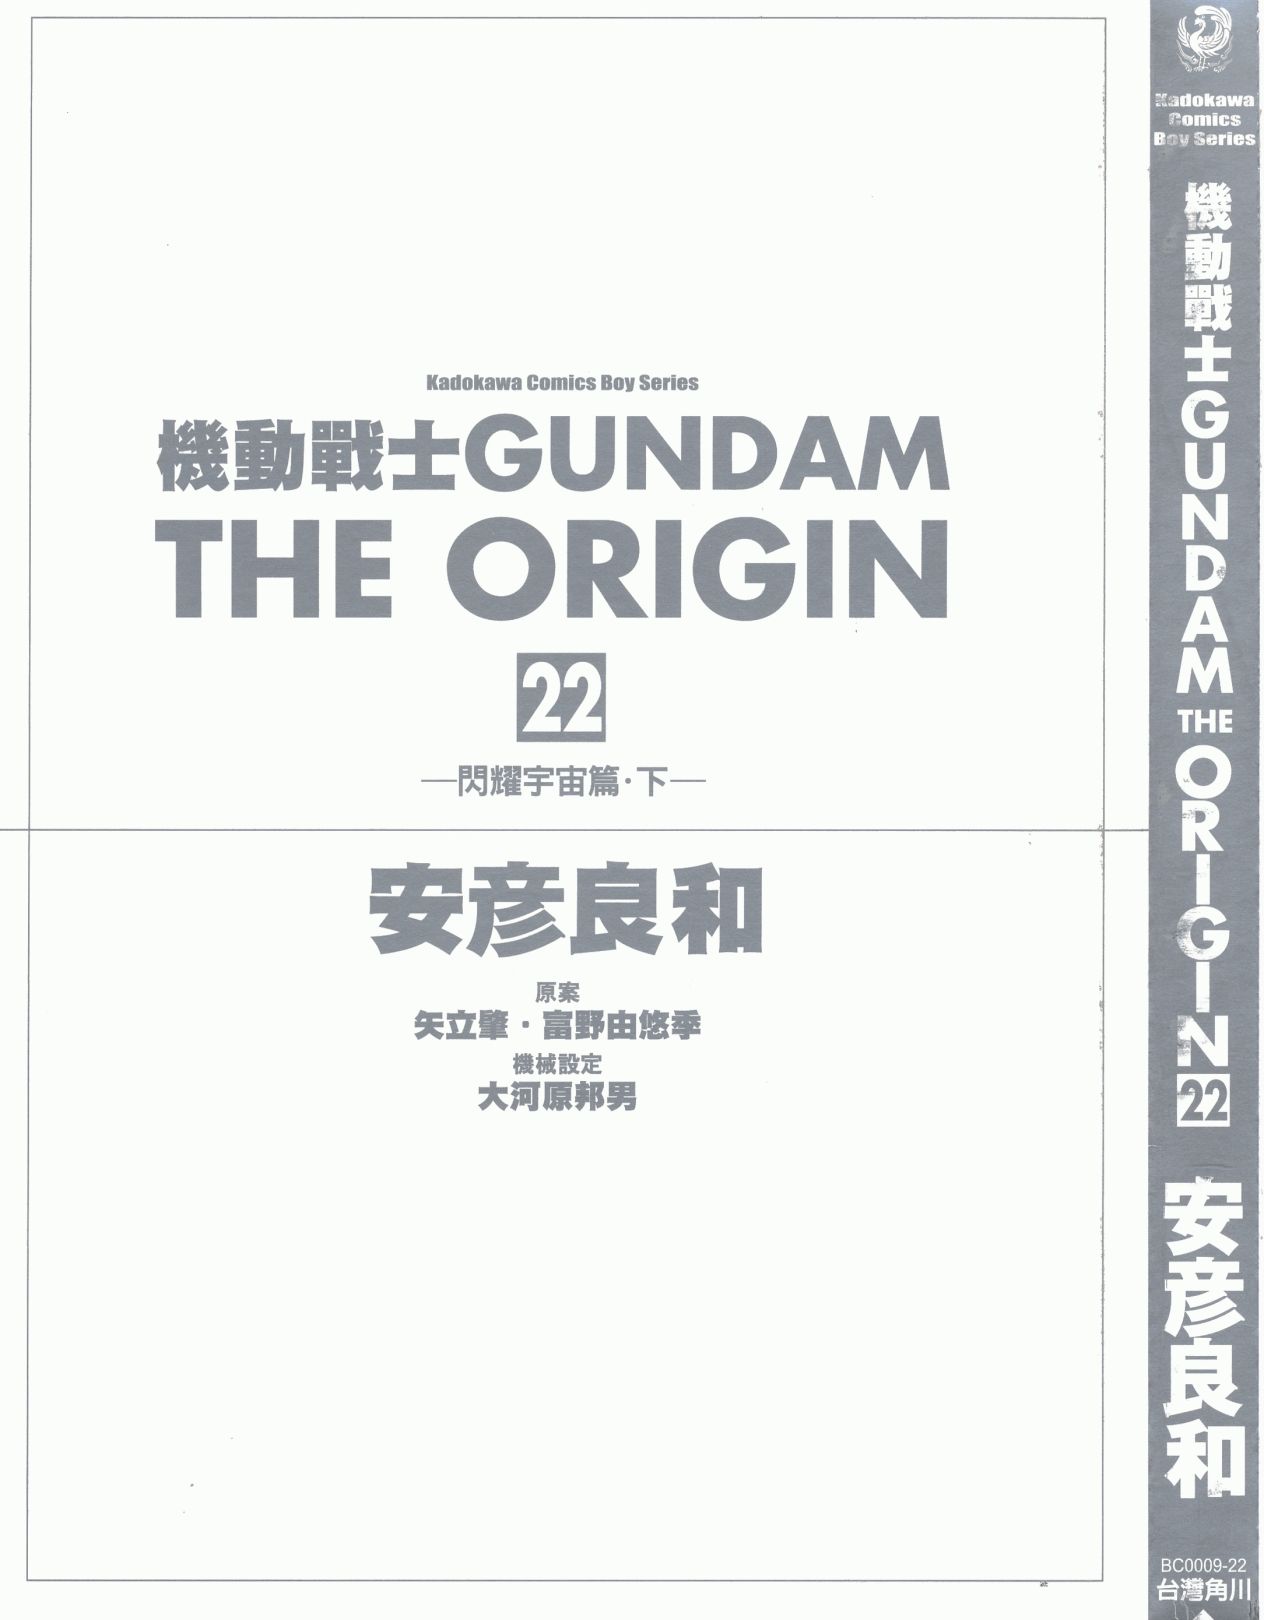 Kadokawa Comics Boy Series
機動戰士GUNDAM
THE ORIGIN
22
—閃耀宇宙篇·下—
安彦良和
原案
矢立肇・富野由悠季
機械設定
大河原邦男
Kadokawa
Comics
Boy Series
機動戰士GUNDAM THE ORIGIN 22
安彦良和
BC0009-22
台灣角川